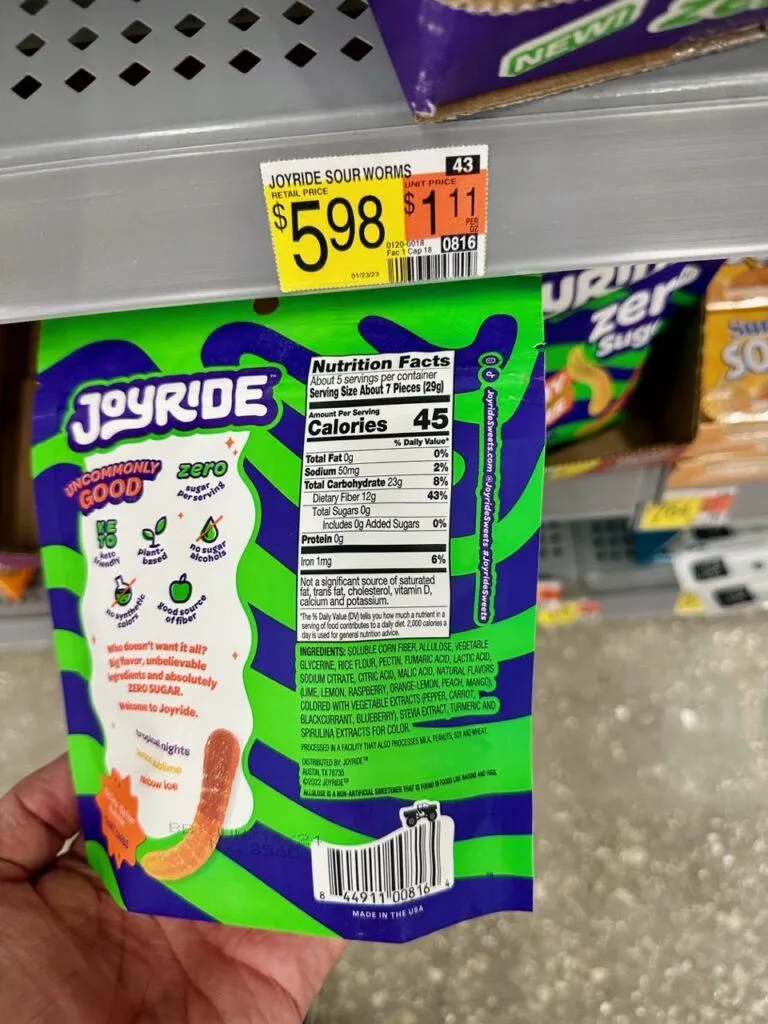 NEW!
JOYRIDE SOUR WORMS
43
RETAIL PRICE
UNIT PRICE
$5.98
$1.11
PER OZ
0120-0018
Fac 1 Cap 18
0816
01/23/23
zero
Sug
JOYRIDE™
UNCOMMONLY
GOOD
zero
sugar
per serving
KE
TO
keto
friendly
plant-
based
no sugar
alcohols
no synthetic
colors
good source
of fiber
Who doesn't want it all?
Big flavor, unbelievable
ingredients and absolutely
ZERO SUGAR.
Welcome to Joyride.
tropical nights
Nutrition Facts
About 5 servings per container
Serving Size About 7 Pieces (29g)
Amount Per Serving
Calories 45
% Daily Value*
Total Fat 0g 0%
Sodium 50mg 2%
Total Carbohydrate 23g 8%
Dietary Fiber 12g 43%
Total Sugars 0g
Includes 0g Added Sugars 0%
Protein 0g
Iron 1mg 6%
Not a significant source of saturated
fat, trans fat, cholesterol, vitamin D,
calcium and potassium.
*The % Daily Value (DV) tells you how much a nutrient in a
serving of food contributes to a daily diet. 2,000 calories a
day is used for general nutrition advice.
JoyrideSweets.com @JoyrideSweets #JoyrideSweets
INGREDIENTS: SOLUBLE CORN FIBER, ALLULOSE, VEGETABLE
GLYCERINE, RICE FLOUR, PECTIN, FUMARIC ACID, LACTIC ACID,
SODIUM CITRATE, CITRIC ACID, MALIC ACID, NATURAL FLAVORS
(LIME, LEMON, RASPBERRY, ORANGE-LEMON, PEACH, MANGO),
COLORED WITH VEGETABLE EXTRACTS (PEPPER, CARROT,
BLACKCURRANT, BLUEBERRY), STEVIA EXTRACT, TURMERIC AND
SPIRULINA EXTRACTS FOR COLOR.
PROCESSED IN A FACILITY THAT ALSO PROCESSES MILK, PEANUTS, SOY AND WHEAT.
DISTRIBUTED BY: JOYRIDE™
AUSTIN, TX 78735
©2022 JOYRIDE™
ALLULOSE IS A NON-ARTIFICIAL SWEETENER THAT IS FOUND IN FOODS LIKE RAISINS AND FIGS.
8 44911 00816 4
MADE IN THE USA